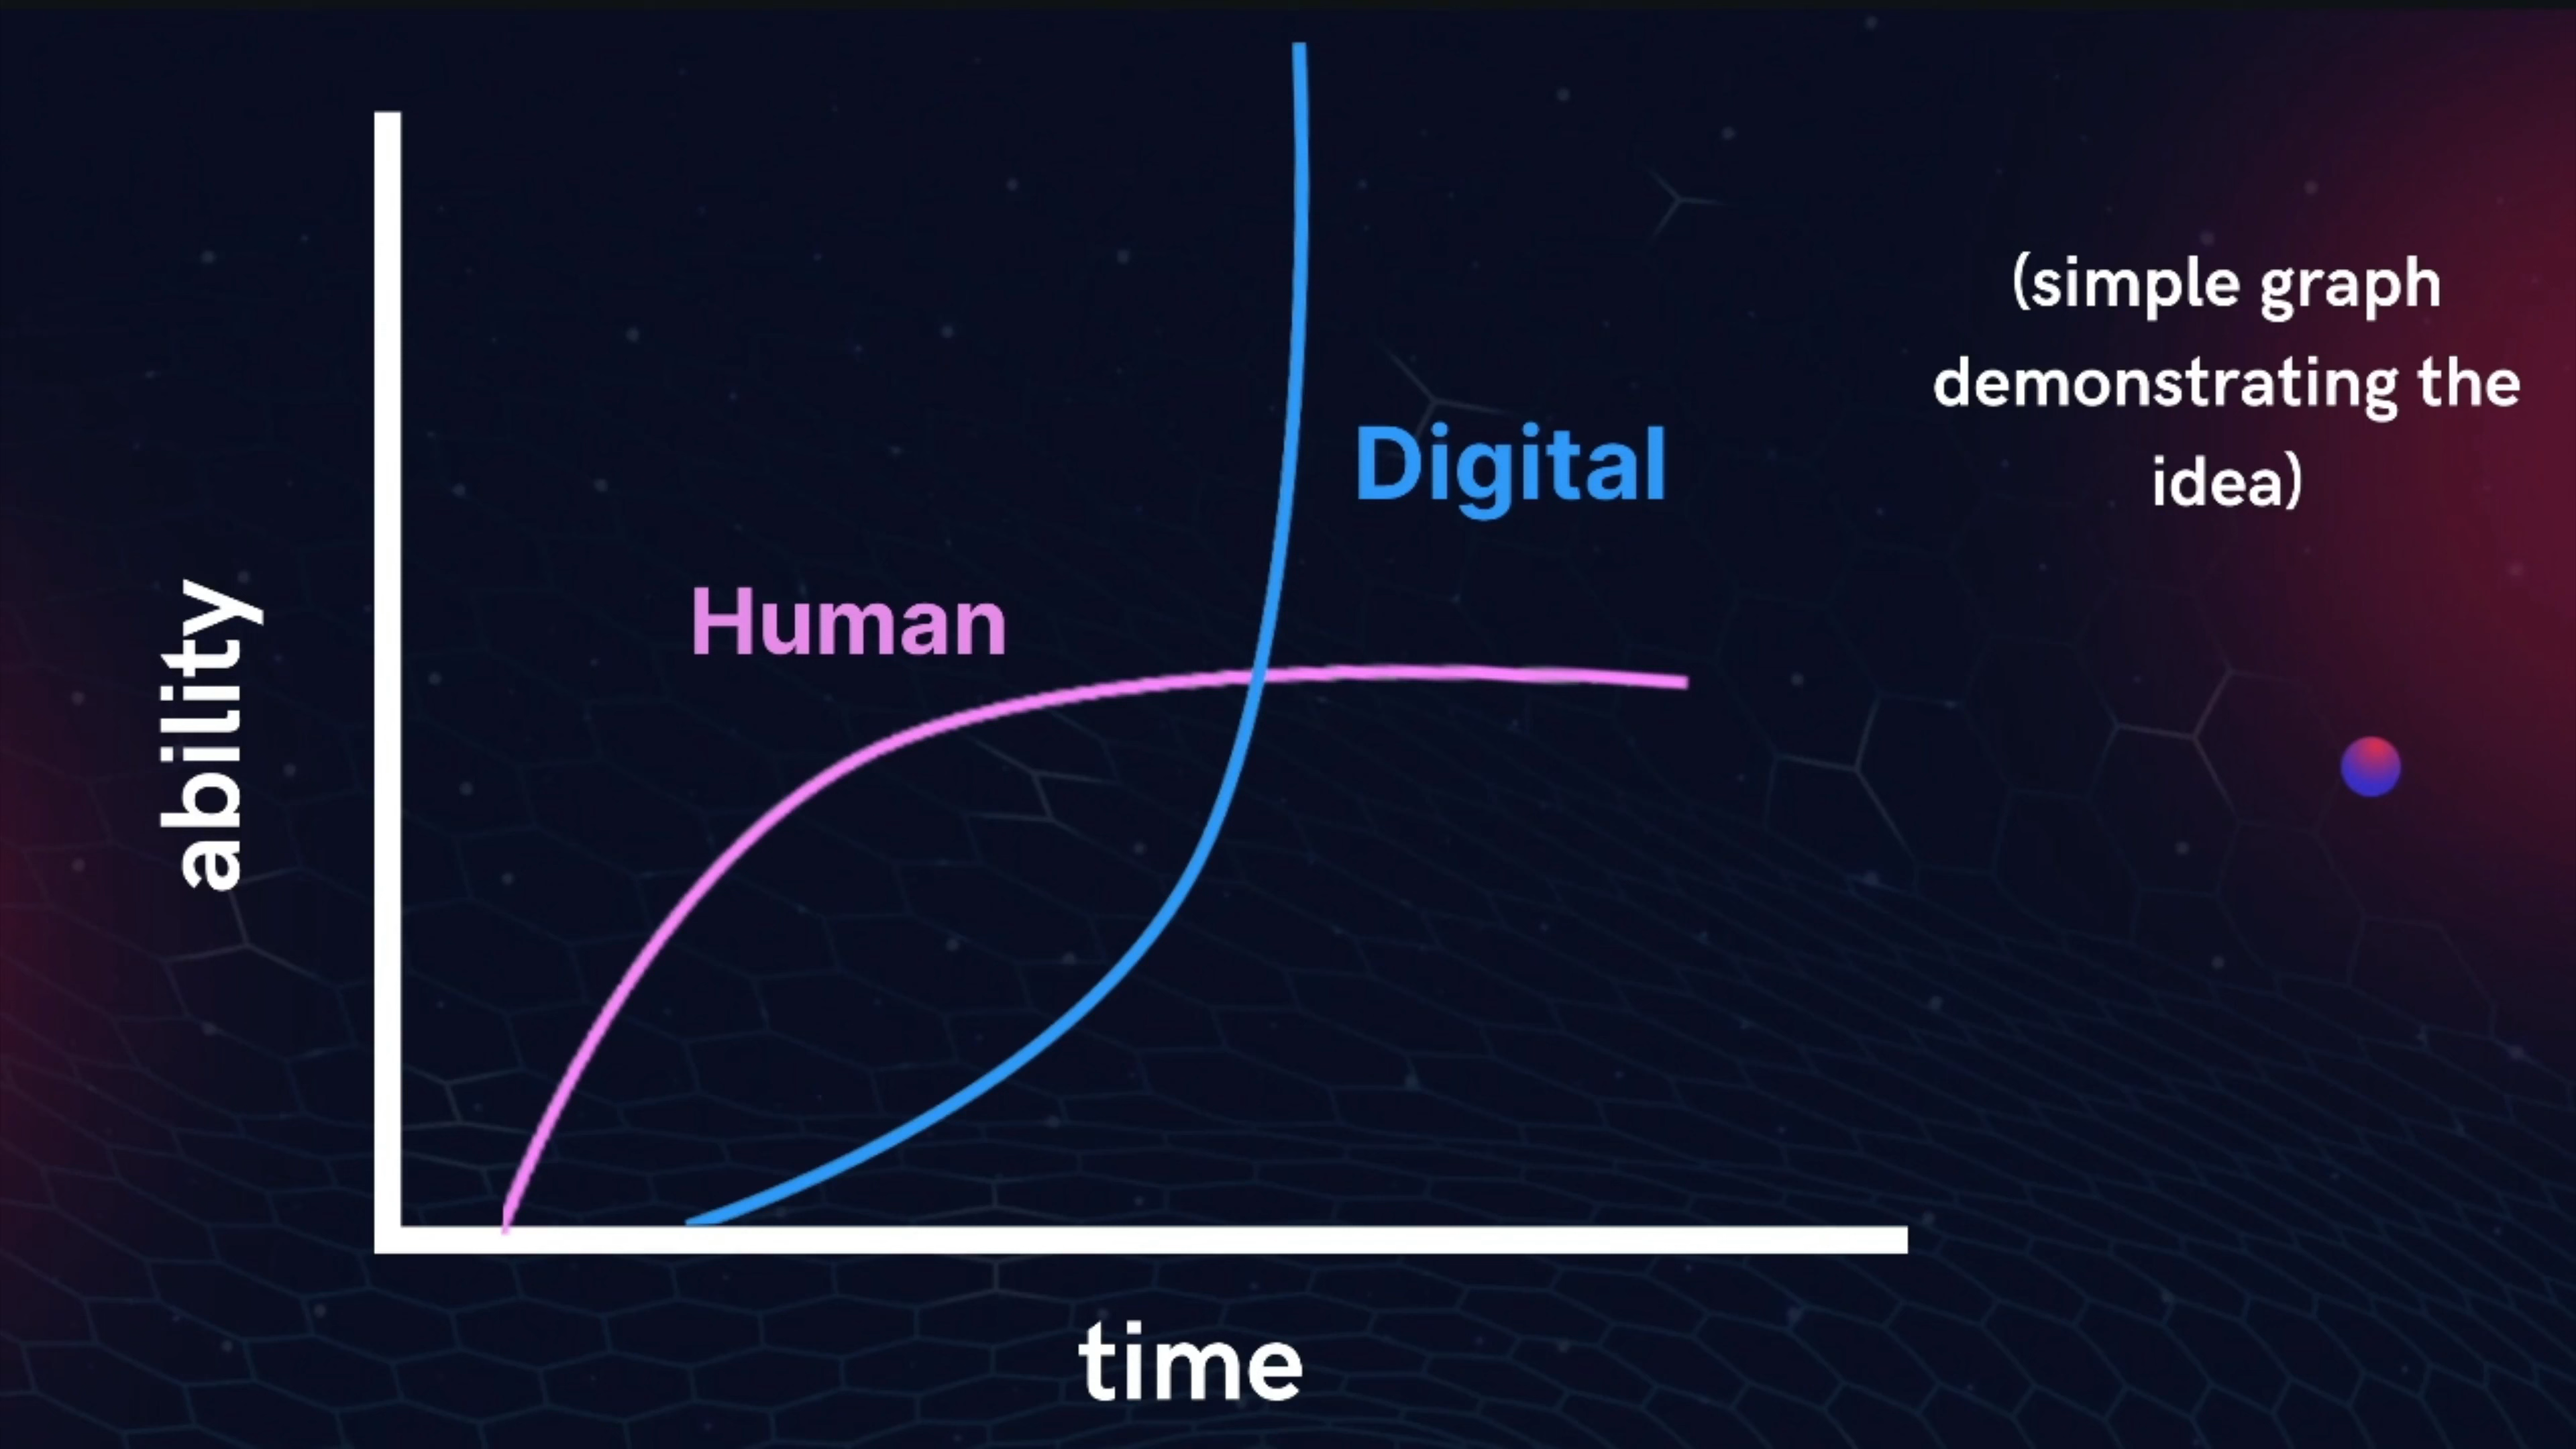 (simple graph
demonstrating the
idea)
Digital
Human
ability
time